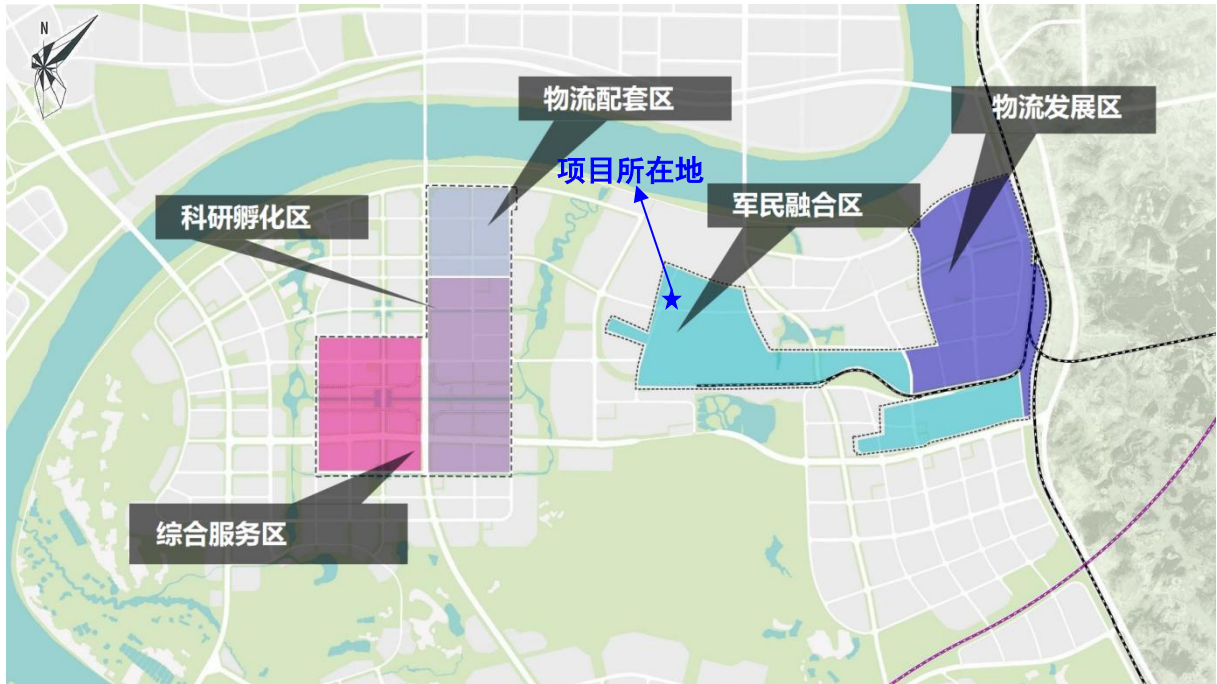 N
物流配套区
物流发展区
项目所在地
科研孵化区
军民融合区
综合服务区